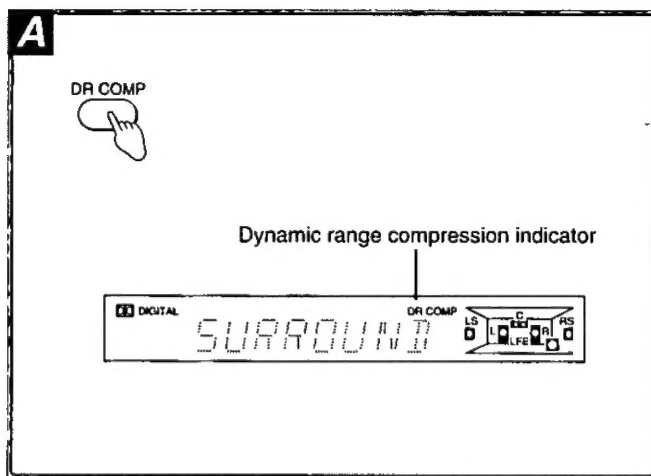 A
DR COMP
Dynamic range compression indicator
DIGITAL
DR COMP
SURROUND
LS L C R RS
LFE